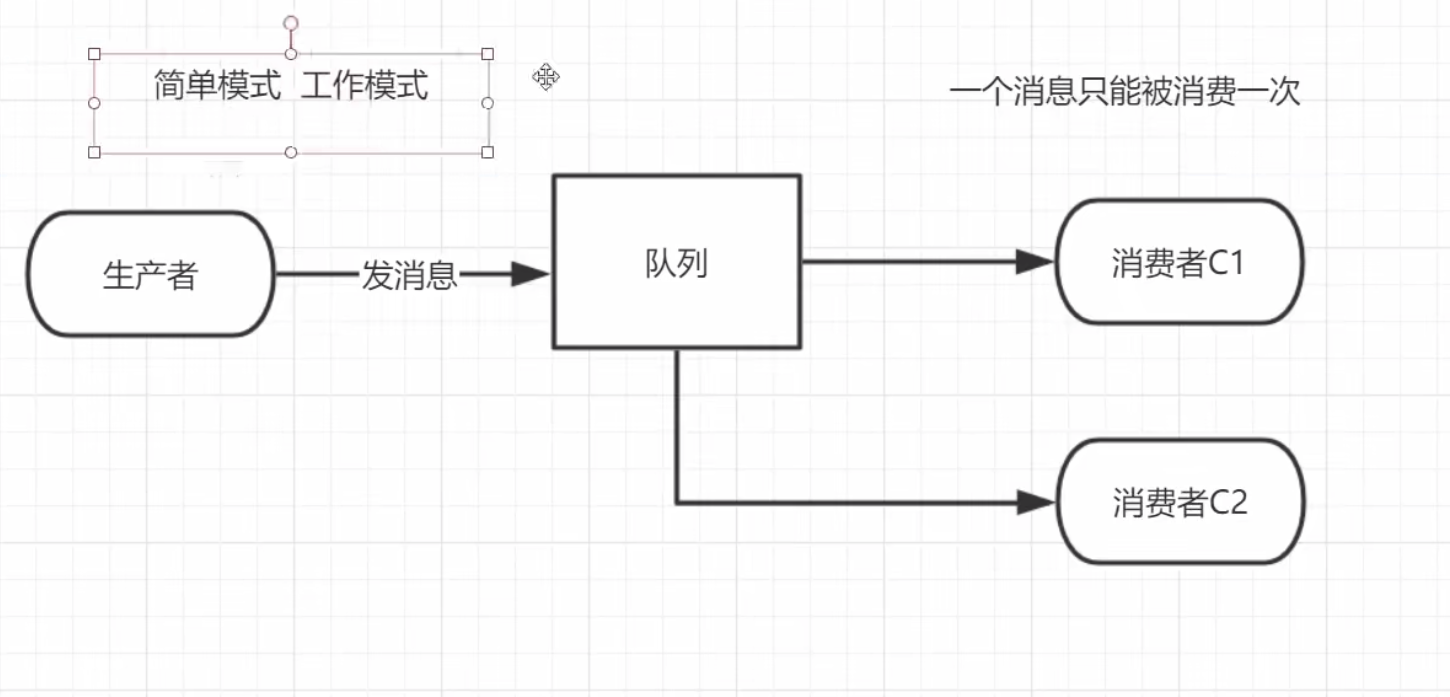 简单模式 工作模式
一个消息只能被消费一次
生产者
发消息
队列
消费者C1
消费者C2